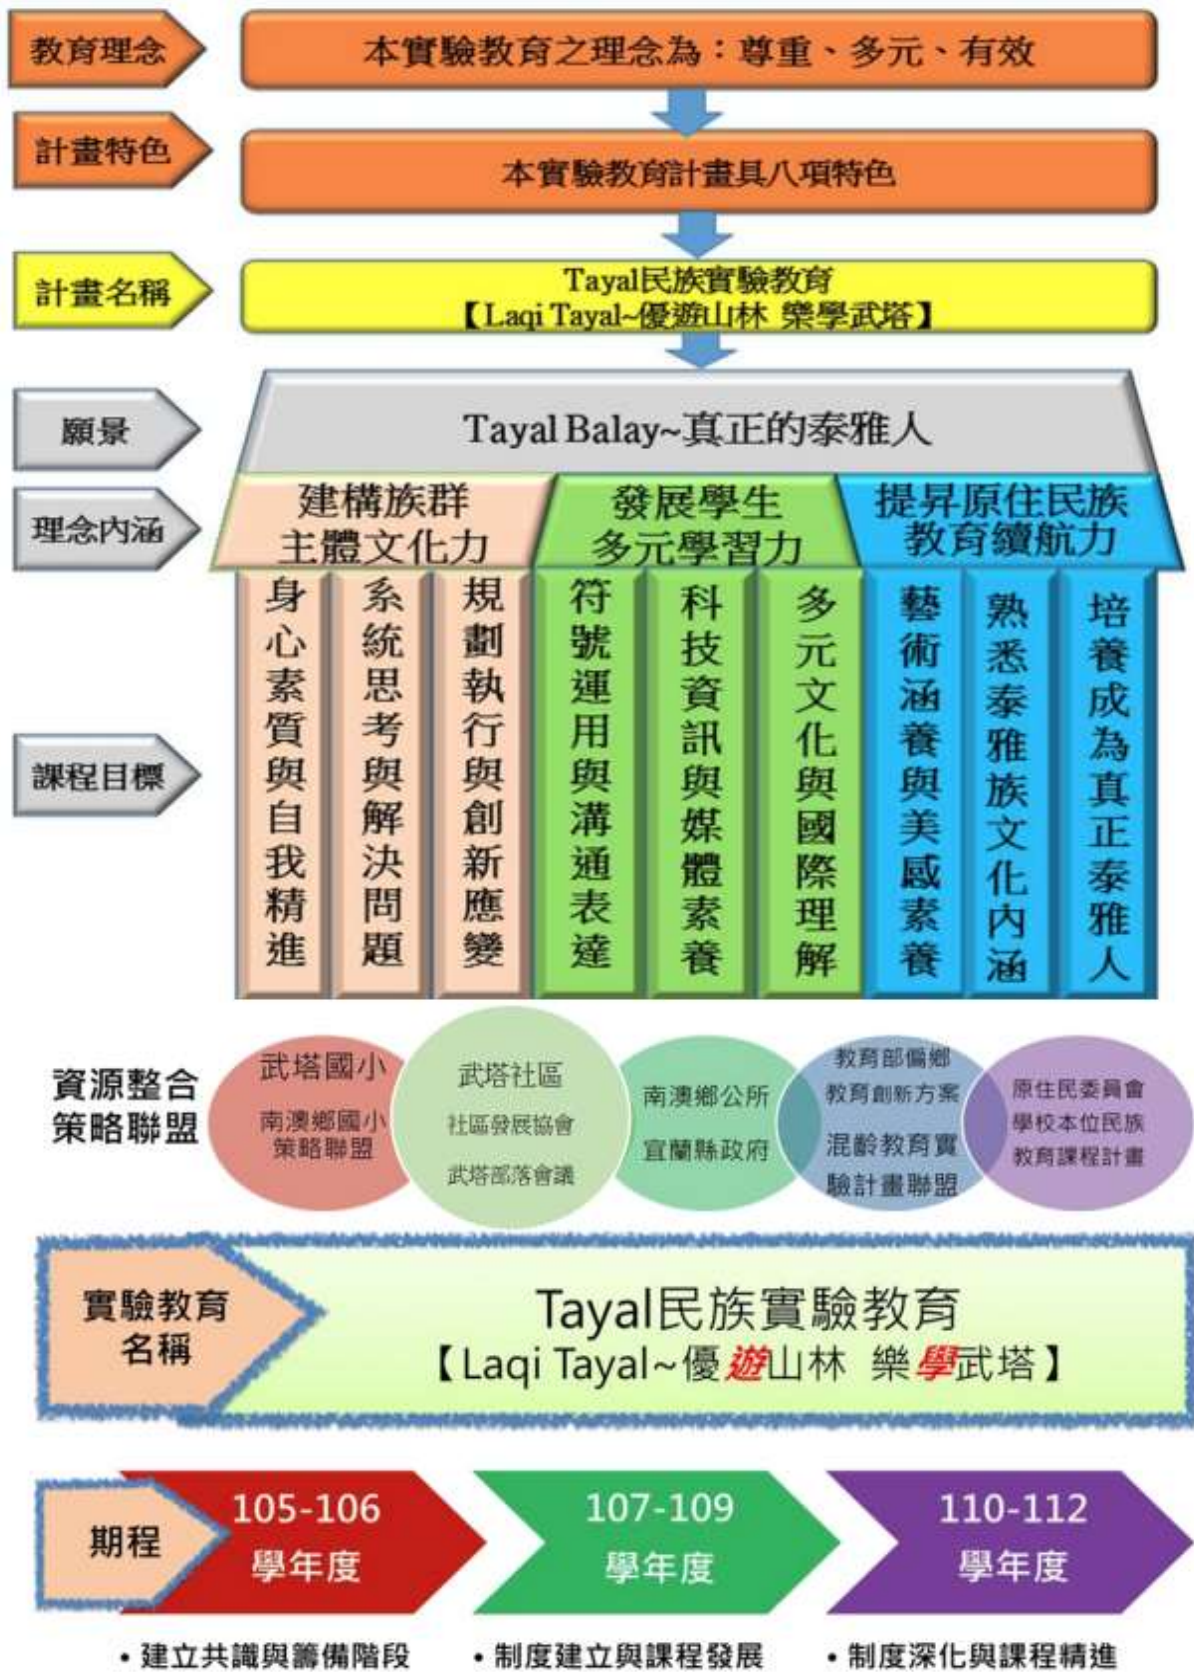 教育理念
本實驗教育之理念為：尊重、多元、有效
計畫特色
本實驗教育計畫具八項特色
計畫名稱
Tayal民族實驗教育
【Laqi Tayal~優遊山林 樂學武塔】
願景
Tayal Balay~真正的泰雅人
理念內涵
建構族群
主體文化力
發展學生
多元學習力
提昇原住民族
教育續航力
課程目標
身心素質與自我精進
系統思考與解決問題
規劃執行與創新應變
符號運用與溝通表達
科技資訊與媒體素養
多元文化與國際理解
藝術涵養與美感素養
熟悉泰雅族文化內涵
培養成為真正泰雅人
資源整合
策略聯盟
武塔國小
南澳鄉國小
策略聯盟
武塔社區
社區發展協會
武塔部落會議
南澳鄉公所
宜蘭縣政府
教育部偏鄉
教育創新方案
混齡教育實
驗計畫聯盟
原住民委員會
學校本位民族
教育課程計畫
實驗教育
名稱
Tayal民族實驗教育
【Laqi Tayal~優遊山林 樂學武塔】
期程
105-106
學年度
107-109
學年度
110-112
學年度
•建立共識與籌備階段
•制度建立與課程發展
•制度深化與課程精進